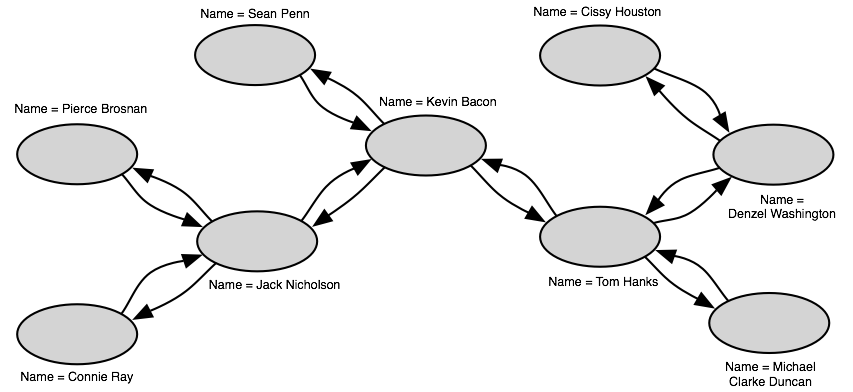 Name = Sean Penn
Name = Cissy Houston
Name = Kevin Bacon
Name = Pierce Brosnan
Name =
Denzel Washington
Name = Jack Nicholson
Name = Tom Hanks
Name = Connie Ray
Name = Michael
Clarke Duncan